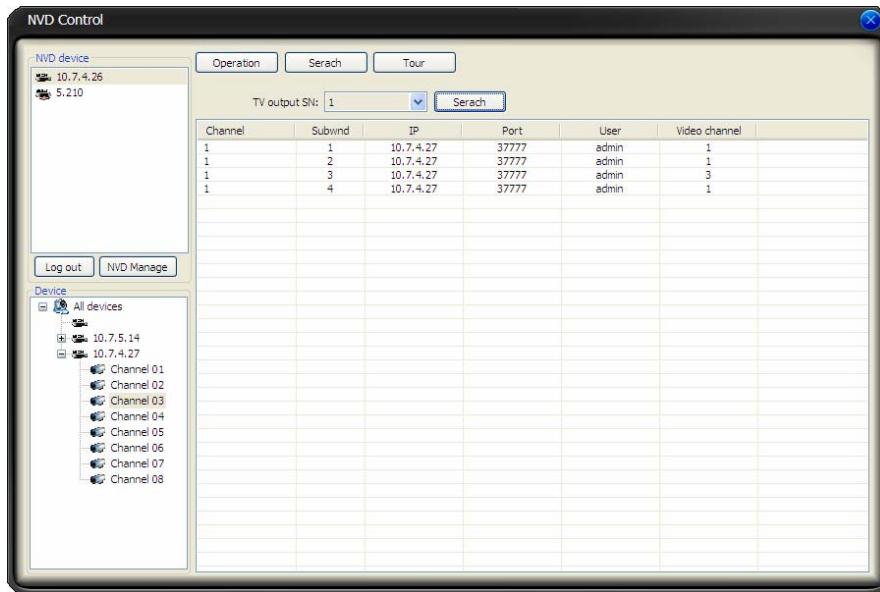 NVD Control
NVD device
10.7.4.26
5.210
Log out NVD Manage
Device
All devices
10.7.5.14
10.7.4.27
Channel 01
Channel 02
Channel 03
Channel 04
Channel 05
Channel 06
Channel 07
Channel 08
Operation Serach Tour
TV output SN: 1 Serach
Channel Subwnd IP Port User Video channel
1 1 10.7.4.27 37777 admin 1
1 2 10.7.4.27 37777 admin 1
1 3 10.7.4.27 37777 admin 3
1 4 10.7.4.27 37777 admin 1